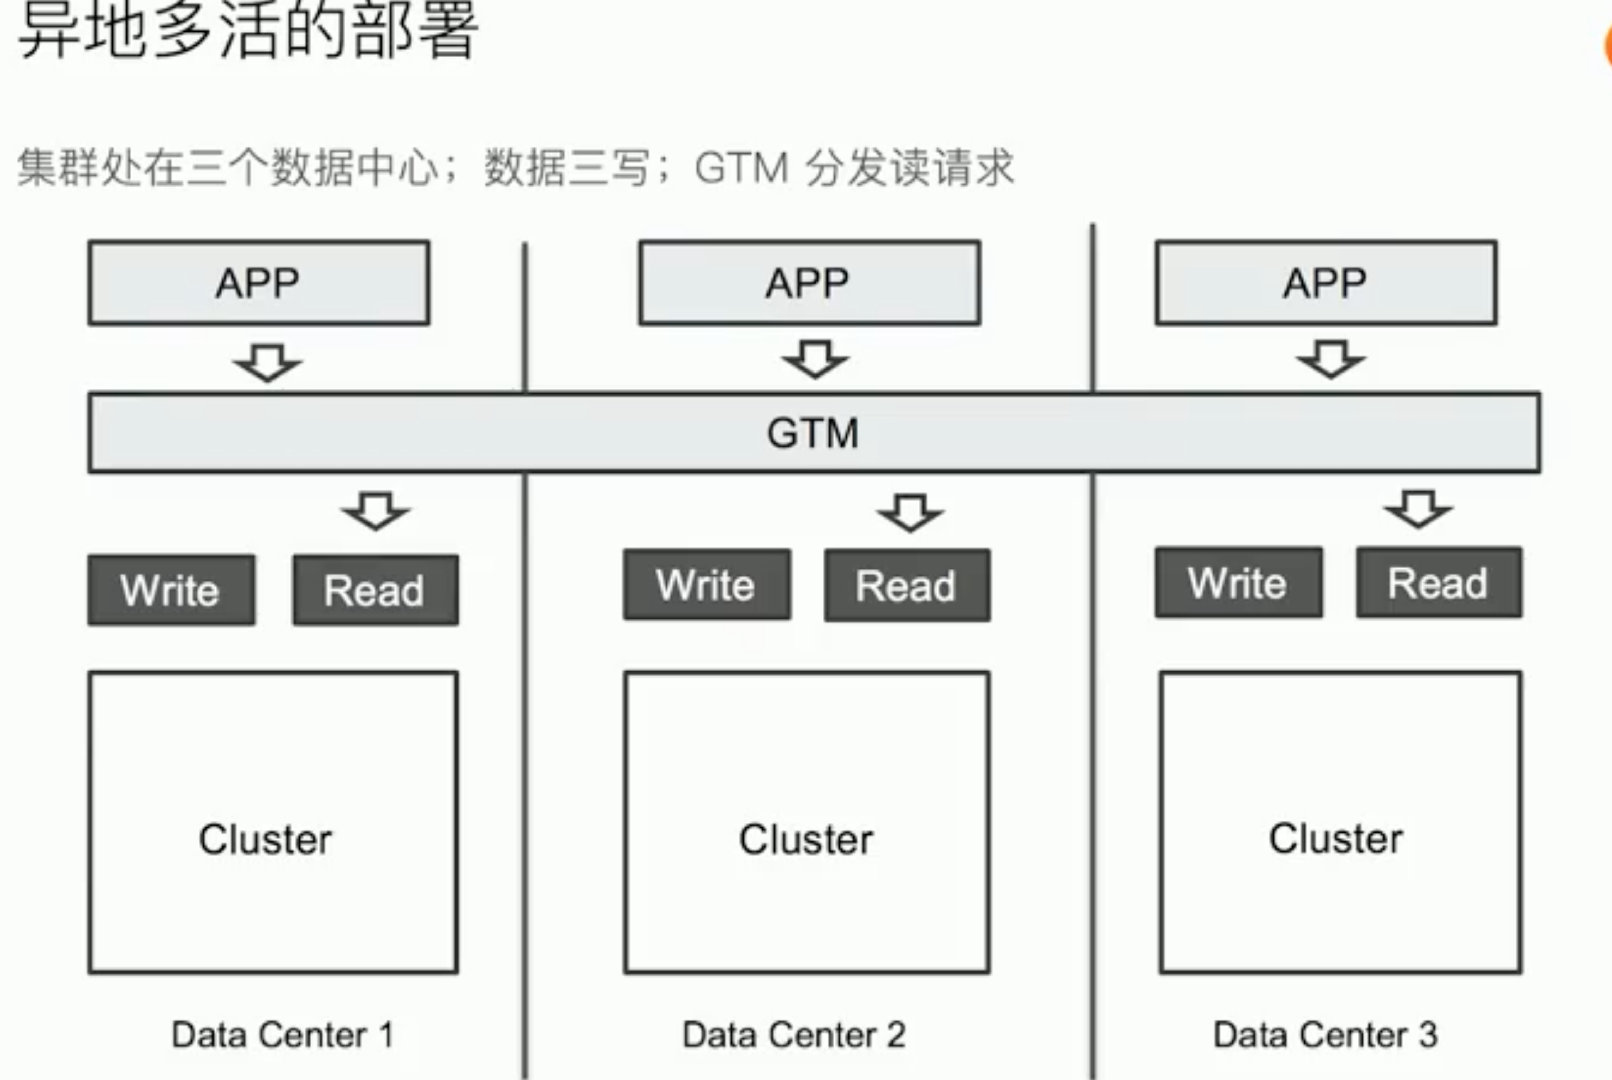 异地多活的部署
集群处在三个数据中心；数据三写；GTM 分发读请求
APP APP APP
GTM
Write Read Write Read Write Read
Cluster Cluster Cluster
Data Center 1 Data Center 2 Data Center 3